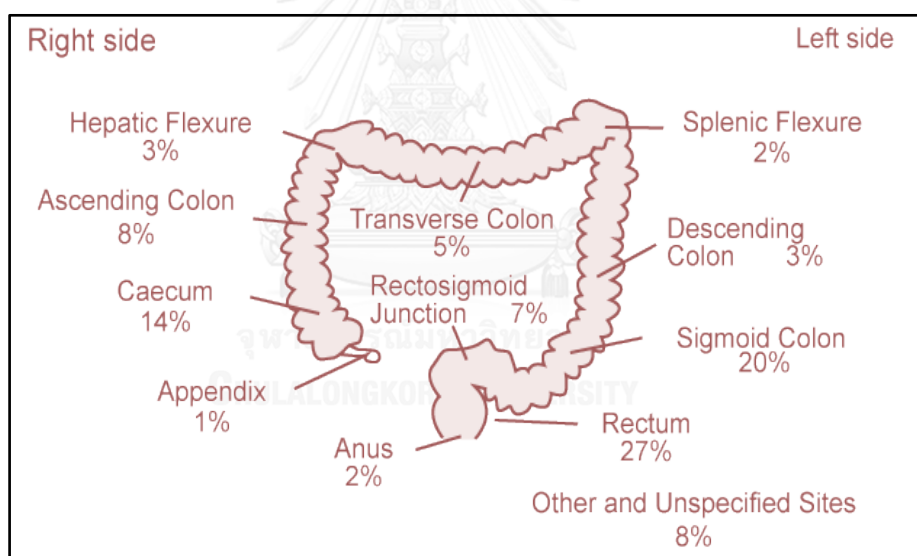 Right side
Left side
Hepatic Flexure
3%
Splenic Flexure
2%
Ascending Colon
8%
Transverse Colon
5%
Descending
Colon 3%
Caecum
14%
Rectosigmoid
Junction 7%
Sigmoid Colon
20%
Appendix
1%
Anus
2%
Rectum
27%
Other and Unspecified Sites
8%